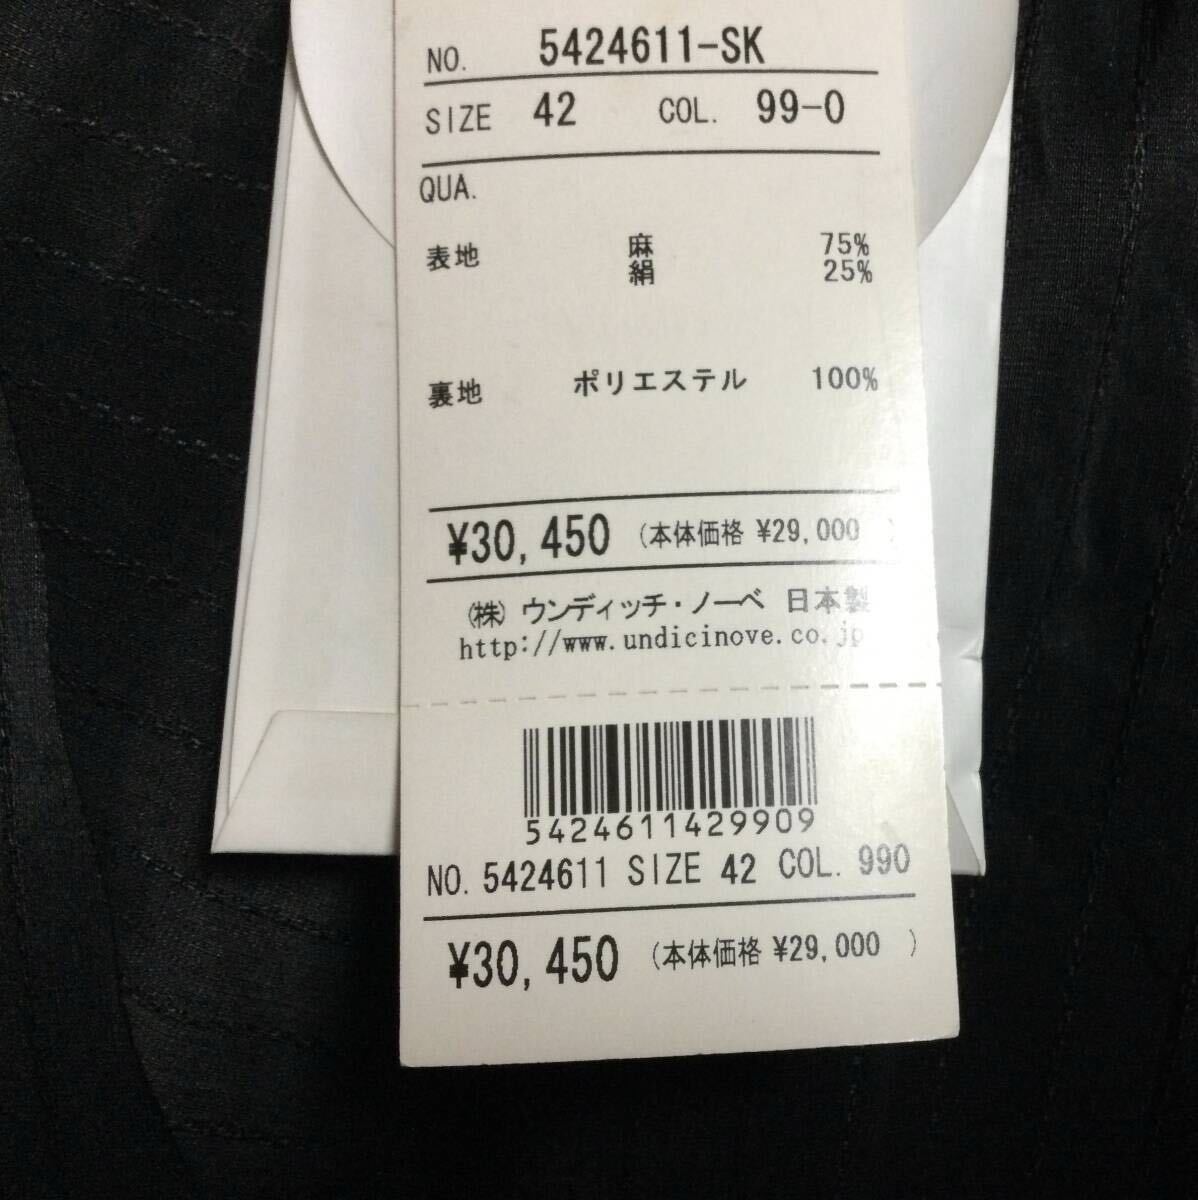 NO. 5424611-SK
SIZE 42 COL. 99-0
QUA.
表地 麻 75%
絹 25%
裏地 ポリエステル 100%
¥30,450 (本体価格 ¥29,000 )
(株) ウンディッチ・ノーベ 日本製
http://www.undicinove.co.jp
5424611429909
NO. 5424611 SIZE 42 COL. 990
¥30,450 (本体価格 ¥29,000 )